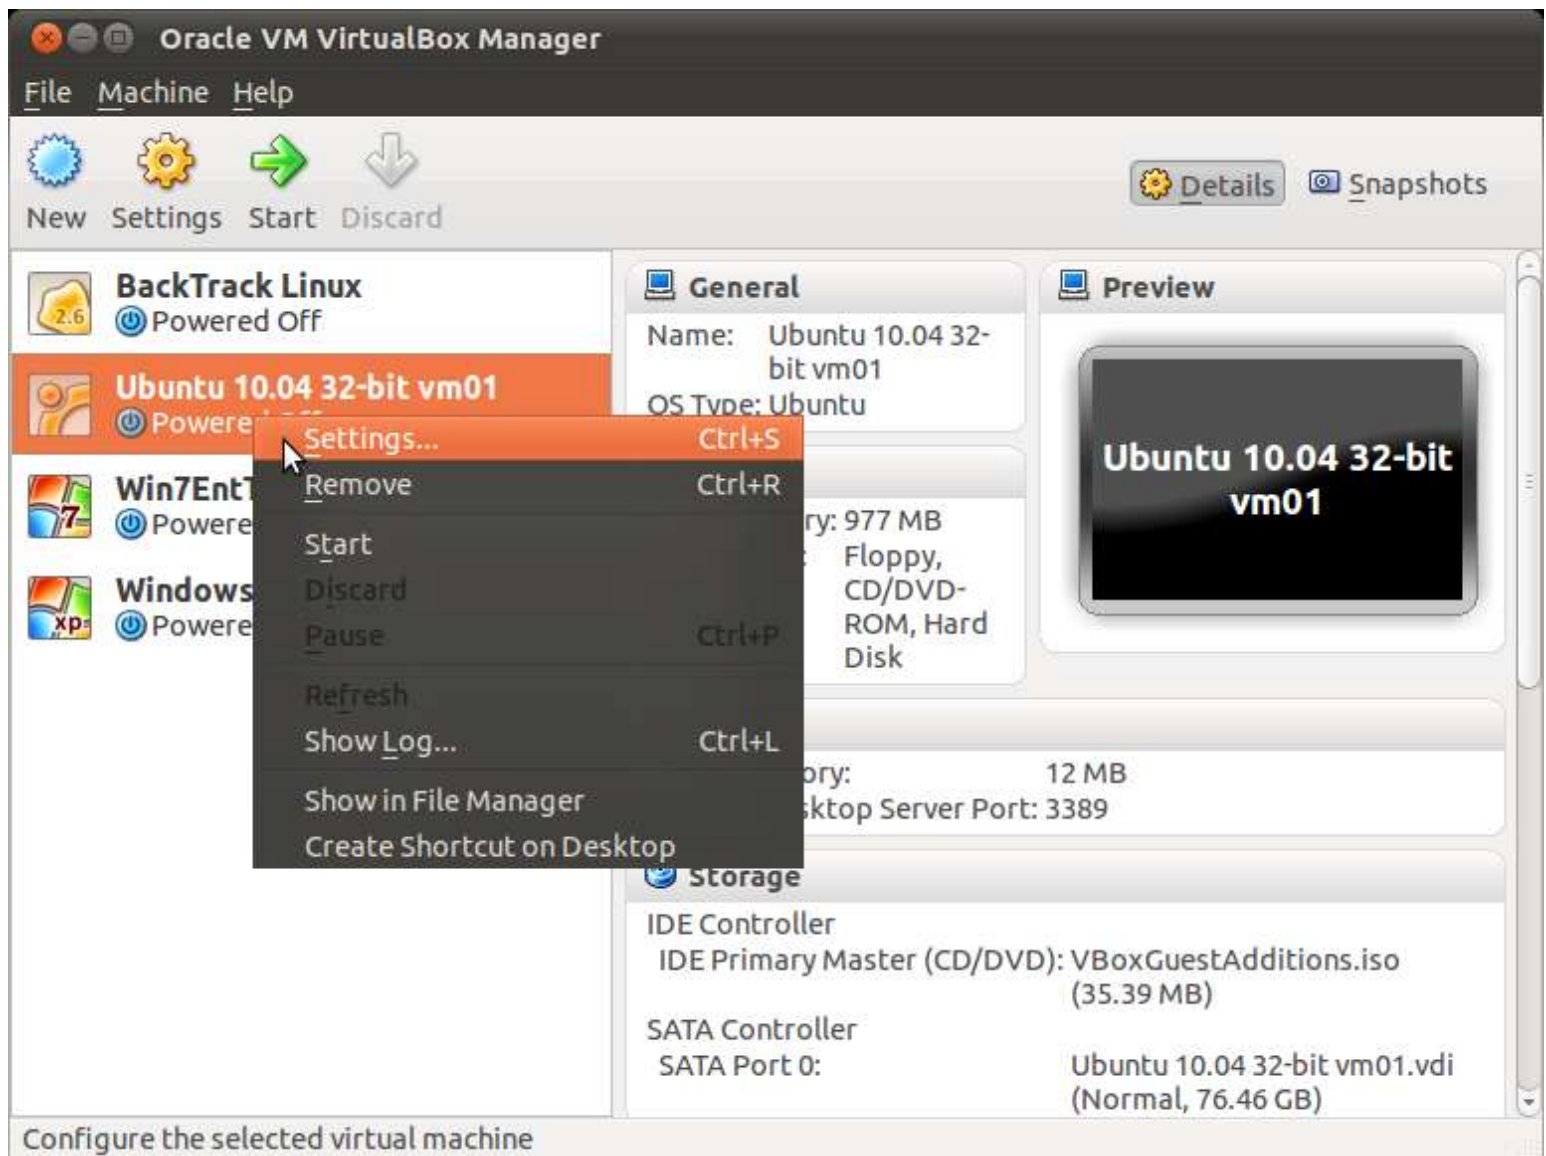 Oracle VM VirtualBox Manager
File Machine Help
New Settings Start Discard
Details Snapshots
BackTrack Linux
2.6
Powered Off
Ubuntu 10.04 32-bit vm01
Powere
Win7Ent
7
Powere
Windows
xp
Powere
Settings... Ctrl+S
Remove Ctrl+R
Start
Discard
Pause Ctrl+P
Refresh
Show Log... Ctrl+L
Show in File Manager
Create Shortcut on Desktop
General
Name: Ubuntu 10.04 32-
bit vm01
OS Type: Ubuntu
ry: 977 MB
: Floppy,
CD/DVD-
ROM, Hard
Disk
Preview
Ubuntu 10.04 32-bit
vm01
ory: 12 MB
sktop Server Port: 3389
Storage
IDE Controller
IDE Primary Master (CD/DVD): VBoxGuestAdditions.iso
(35.39 MB)
SATA Controller
SATA Port 0: Ubuntu 10.04 32-bit vm01.vdi
(Normal, 76.46 GB)
Configure the selected virtual machine